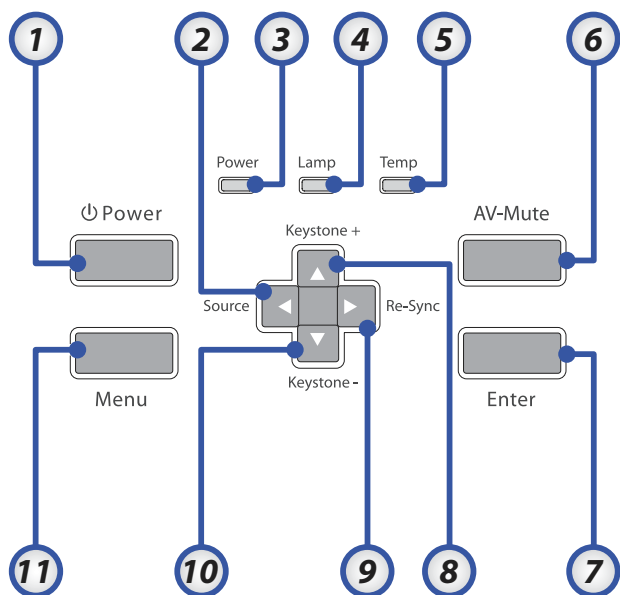 1 2 3 4 5 6
Power Lamp Temp
⏻ Power
AV-Mute
Keystone +
Source
Re-Sync
Keystone -
Menu
Enter
11 10 9 8 7